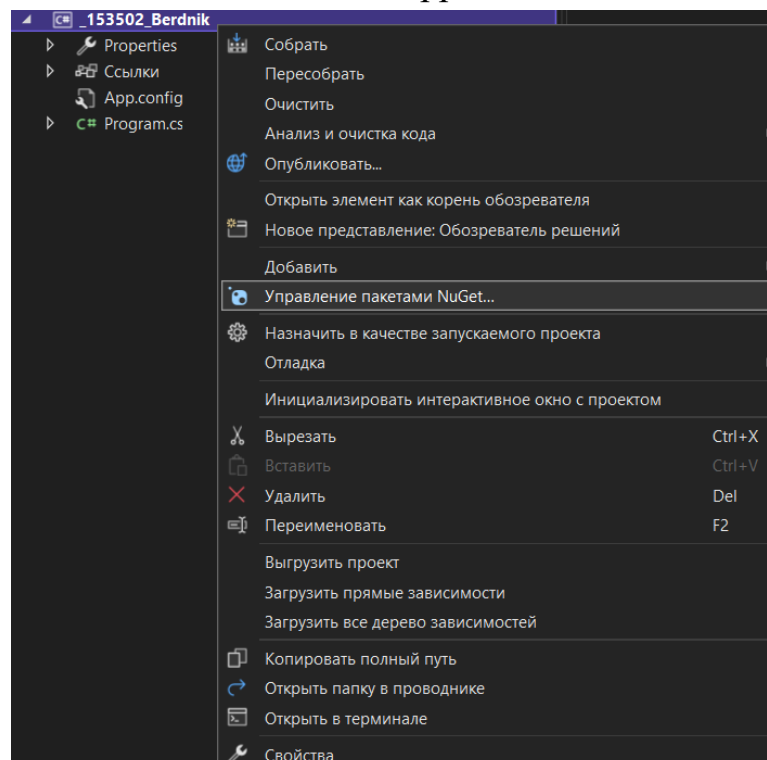 _153502_Berdnik
Properties
Ссылки
App.config
C# Program.cs
Собрать
Пересобрать
Очистить
Анализ и очистка кода
Опубликовать...
Открыть элемент как корень обозревателя
Новое представление: Обозреватель решений
Добавить
Управление пакетами NuGet...
Назначить в качестве запускаемого проекта
Отладка
Инициализировать интерактивное окно с проектом
Вырезать Ctrl+X
Вставить Ctrl+V
Удалить Del
Переименовать F2
Выгрузить проект
Загрузить прямые зависимости
Загрузить все дерево зависимостей
Копировать полный путь
Открыть папку в проводнике
Открыть в терминале
Свойства